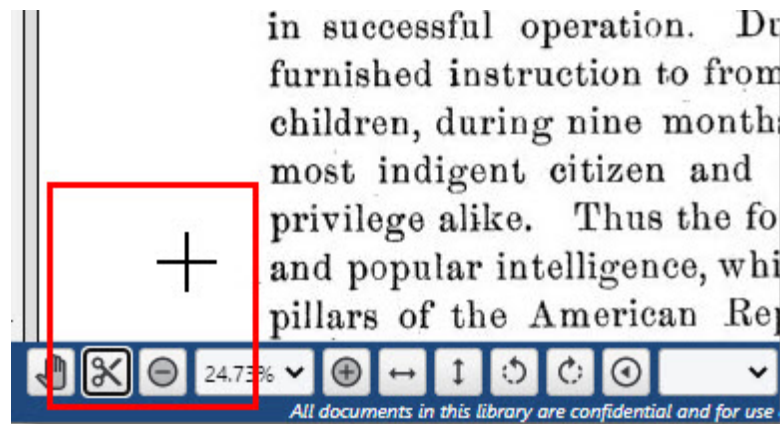 in successful operation. Du
furnished instruction to from
children, during nine months
most indigent citizen and
privilege alike. Thus the fo
and popular intelligence, whi
pillars of the American Rep
24.73%
All documents in this library are confidential and for use